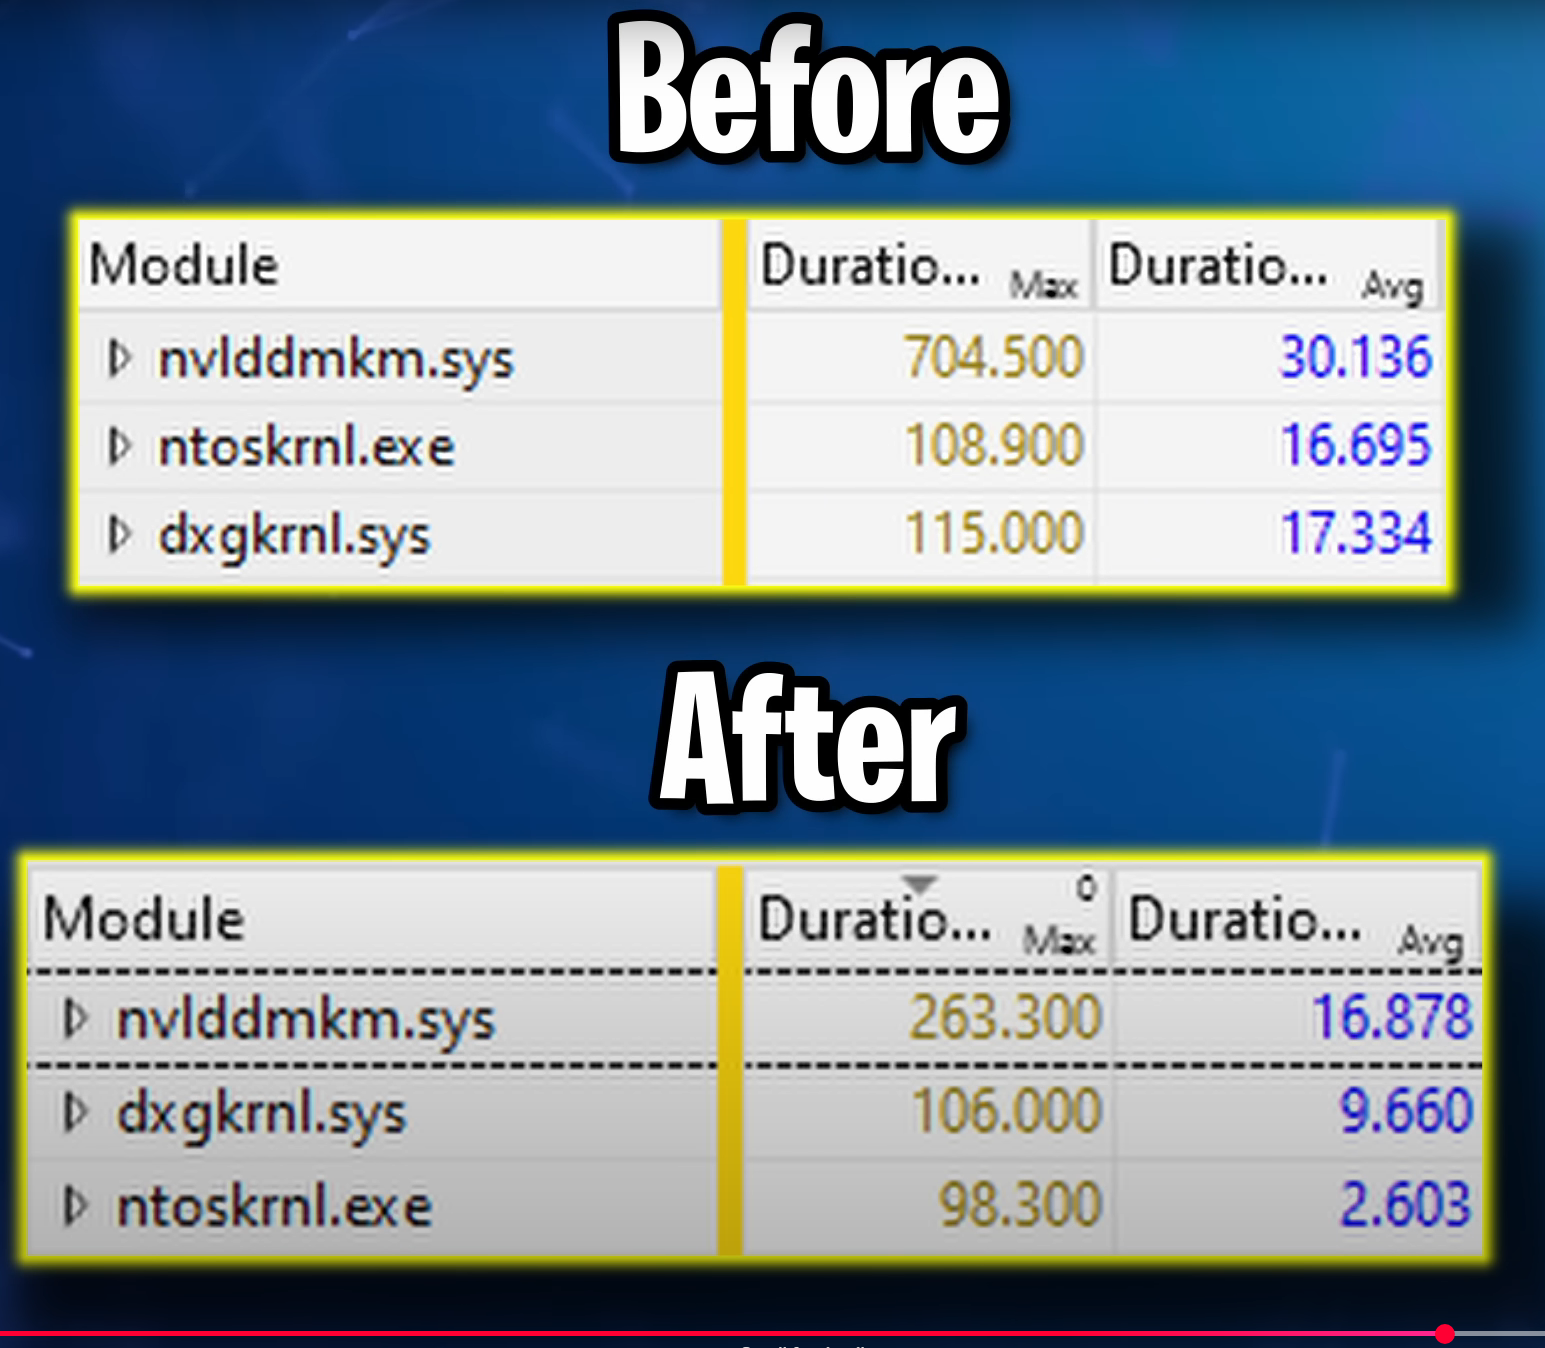 Before
Module Duratio... Max Duratio... Avg
nvlddmkm.sys 704.500 30.136
ntoskrnl.exe 108.900 16.695
dxgkrnl.sys 115.000 17.334
After
Module Duratio... 0 Max Duratio... Avg
nvlddmkm.sys 263.300 16.878
dxgkrnl.sys 106.000 9.660
ntoskrnl.exe 98.300 2.603